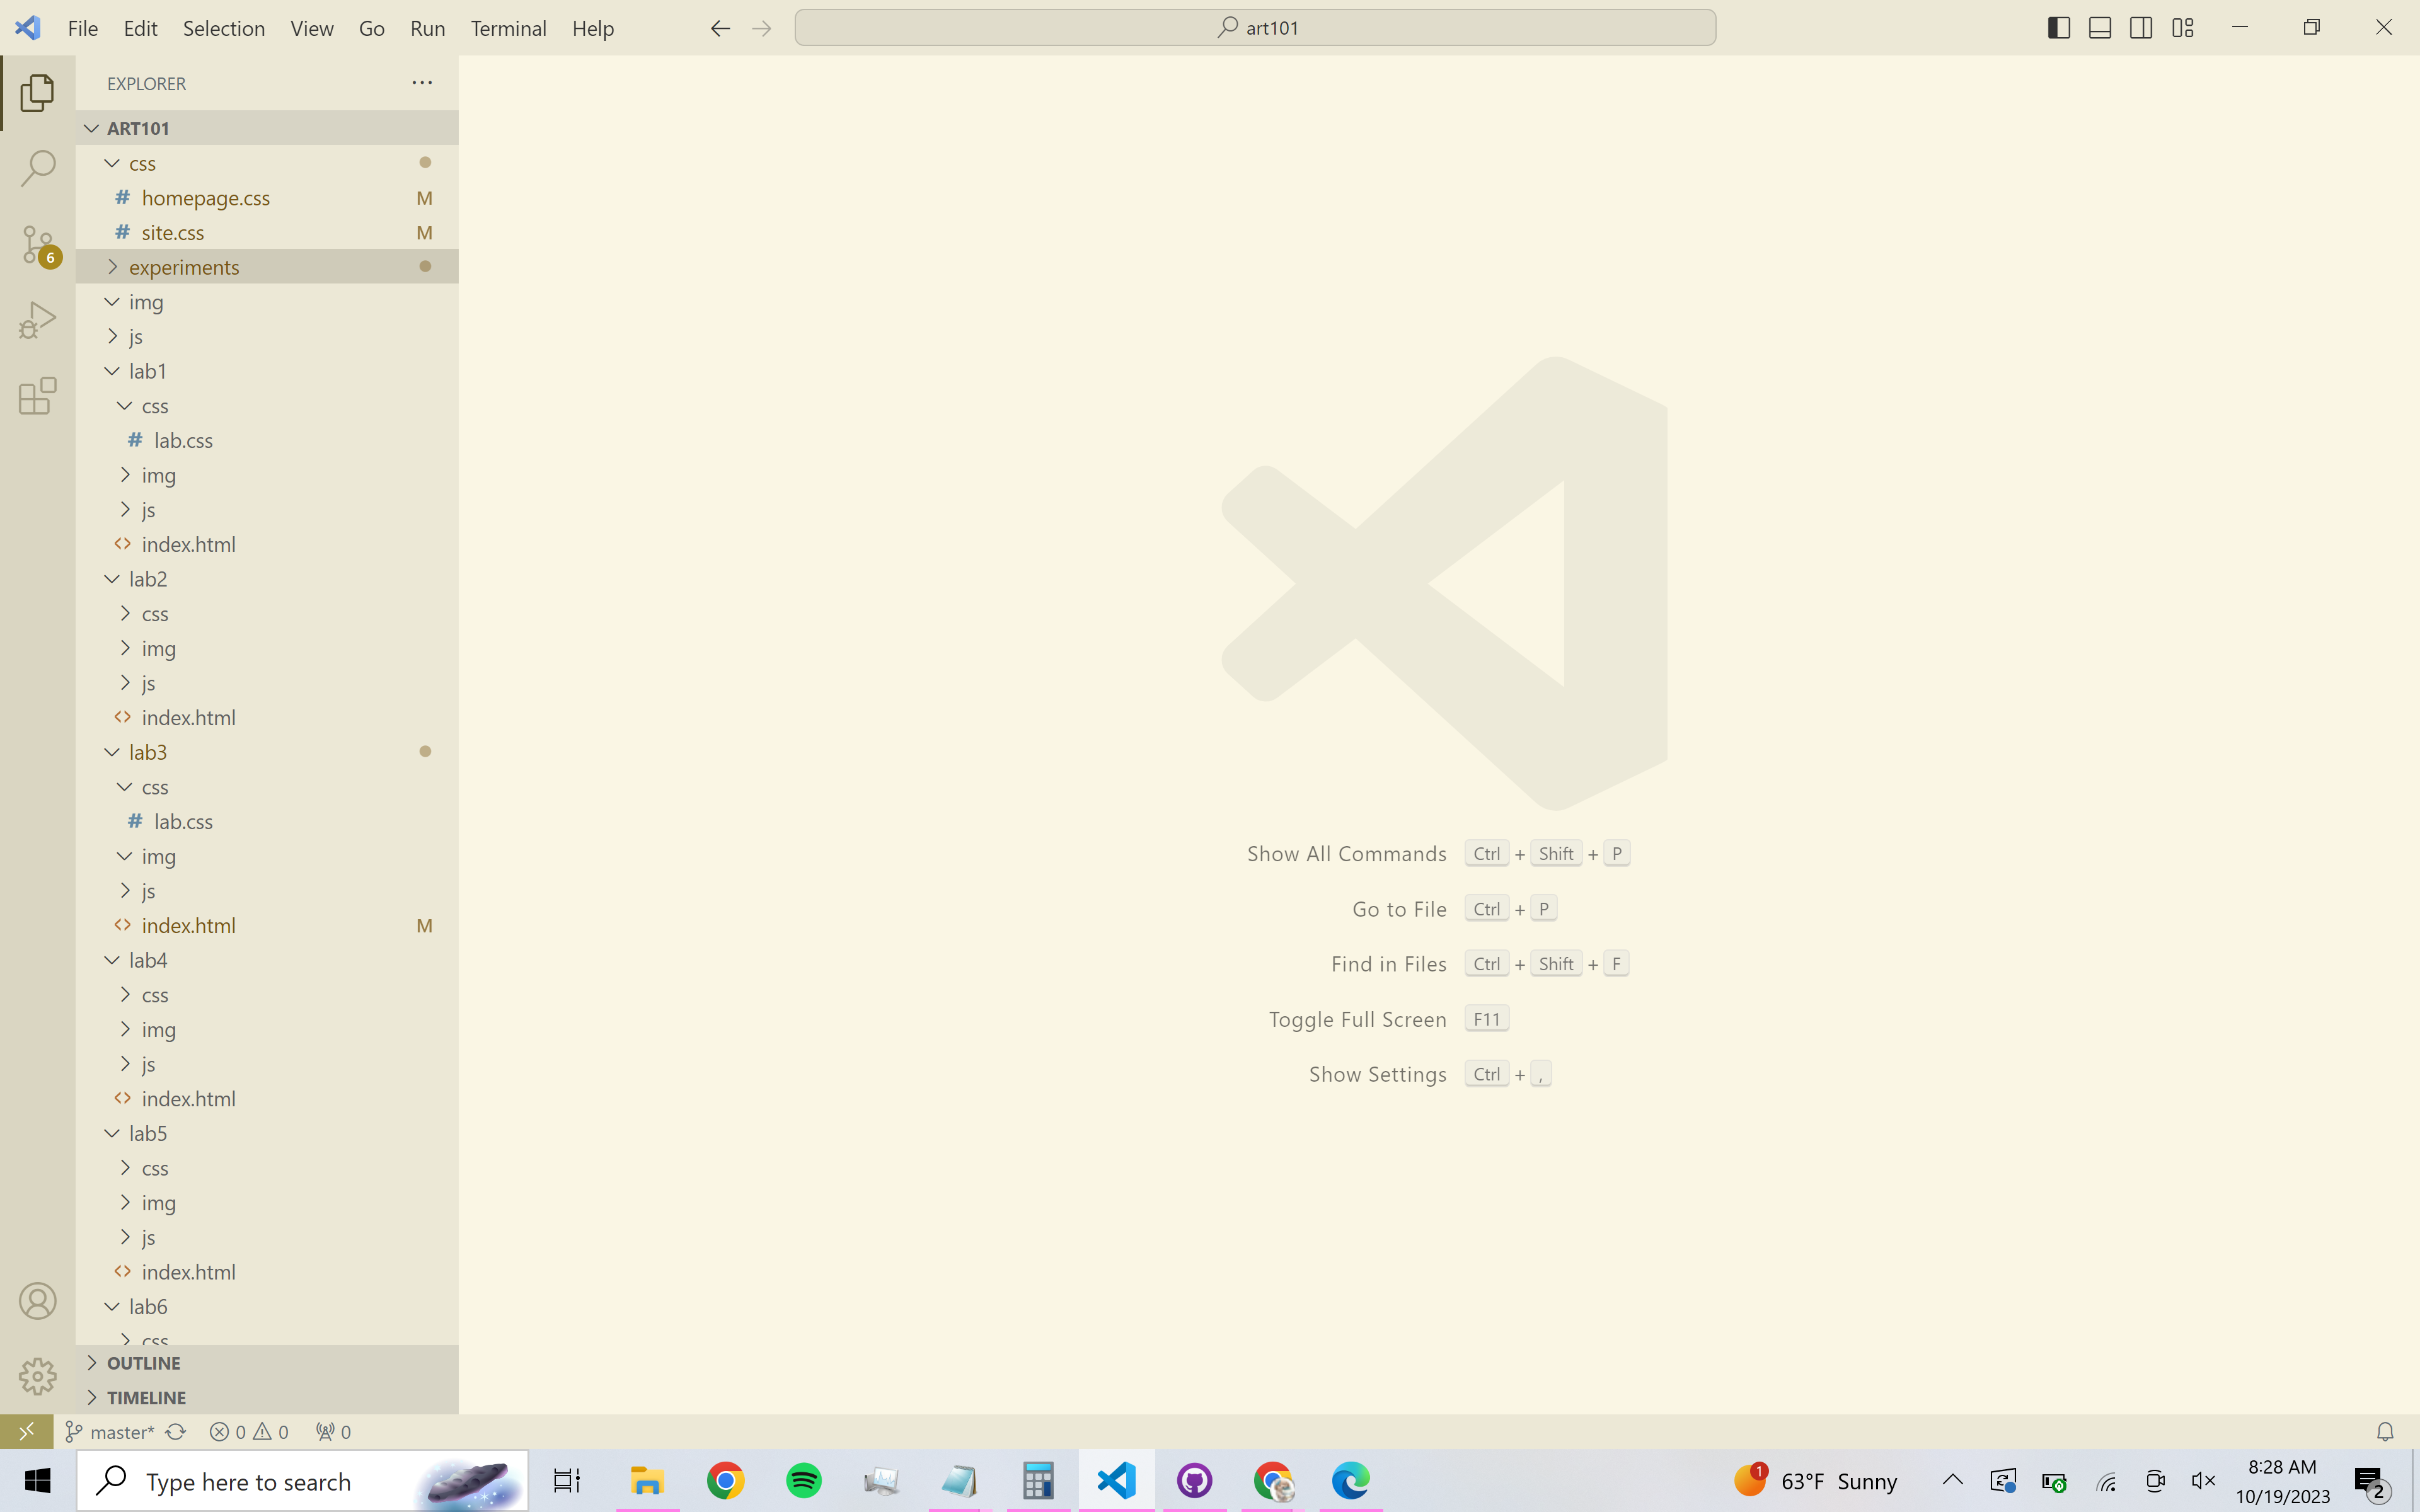 File Edit Selection View Go Run Terminal Help
art101
EXPLORER
ART101
css
homepage.css M
site.css M
experiments
img
js
lab1
css
lab.css
img
js
index.html
lab2
css
img
js
index.html
lab3
css
lab.css
img
js
index.html M
lab4
css
img
js
index.html
lab5
css
img
js
index.html
lab6
css
OUTLINE
TIMELINE
6
Show All Commands Ctrl + Shift + P
Go to File Ctrl + P
Find in Files Ctrl + Shift + F
Toggle Full Screen F11
Show Settings Ctrl + ,
master* 0 0 0
Type here to search
1
63°F Sunny
8:28 AM
10/19/2023
2